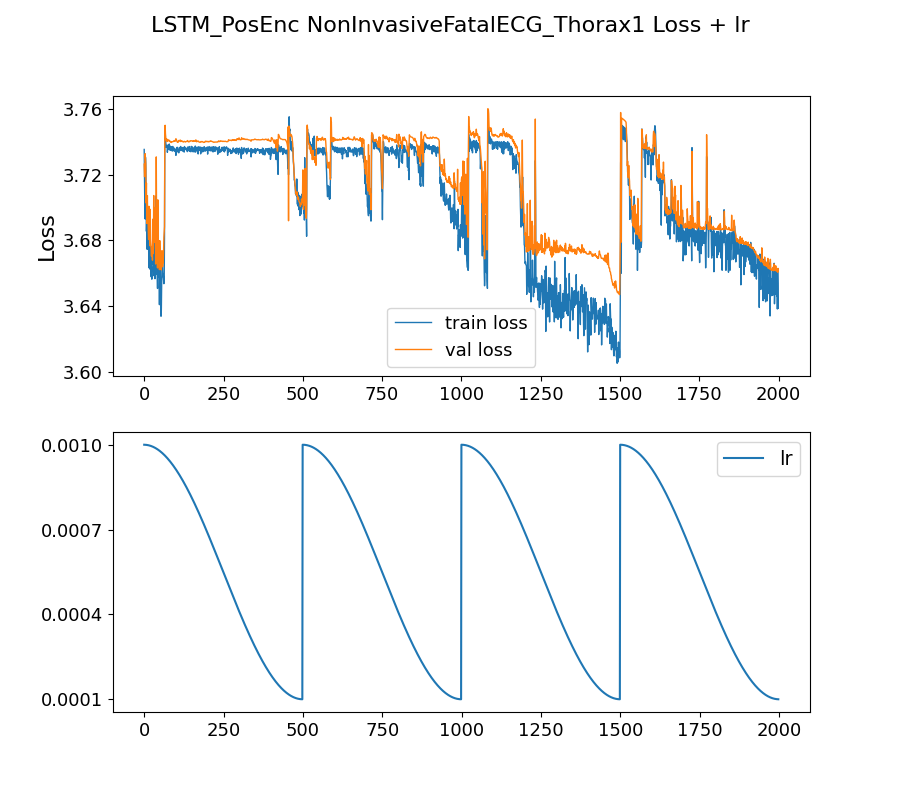 LSTM_PosEnc NonInvasiveFatalECG_Thorax1 Loss + lr
3.76
3.72
3.68
3.64
3.60
Loss
train loss
val loss
0 250 500 750 1000 1250 1500 1750 2000
0.0010
0.0007
0.0004
0.0001
lr
0 250 500 750 1000 1250 1500 1750 2000